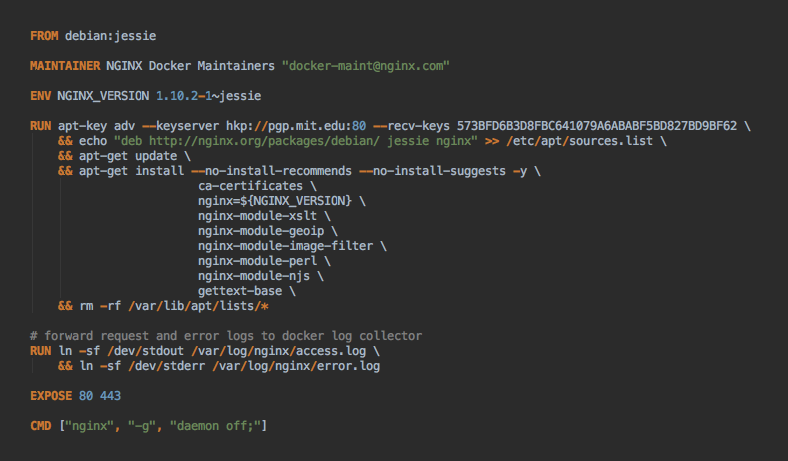 FROM debian:jessie
MAINTAINER NGINX Docker Maintainers "docker-maint@nginx.com"
ENV NGINX_VERSION 1.10.2-1~jessie
RUN apt-key adv --keyserver hkp://pgp.mit.edu:80 --recv-keys 573BFD6B3D8FBC641079A6ABABF5BD827BD9BF62 \
&& echo "deb http://nginx.org/packages/debian/ jessie nginx" >> /etc/apt/sources.list \
&& apt-get update \
&& apt-get install --no-install-recommends --no-install-suggests -y \
ca-certificates \
nginx=${NGINX_VERSION} \
nginx-module-xslt \
nginx-module-geoip \
nginx-module-image-filter \
nginx-module-perl \
nginx-module-njs \
gettext-base \
&& rm -rf /var/lib/apt/lists/*
# forward request and error logs to docker log collector
RUN ln -sf /dev/stdout /var/log/nginx/access.log \
&& ln -sf /dev/stderr /var/log/nginx/error.log
EXPOSE 80 443
CMD ["nginx", "-g", "daemon off;"]